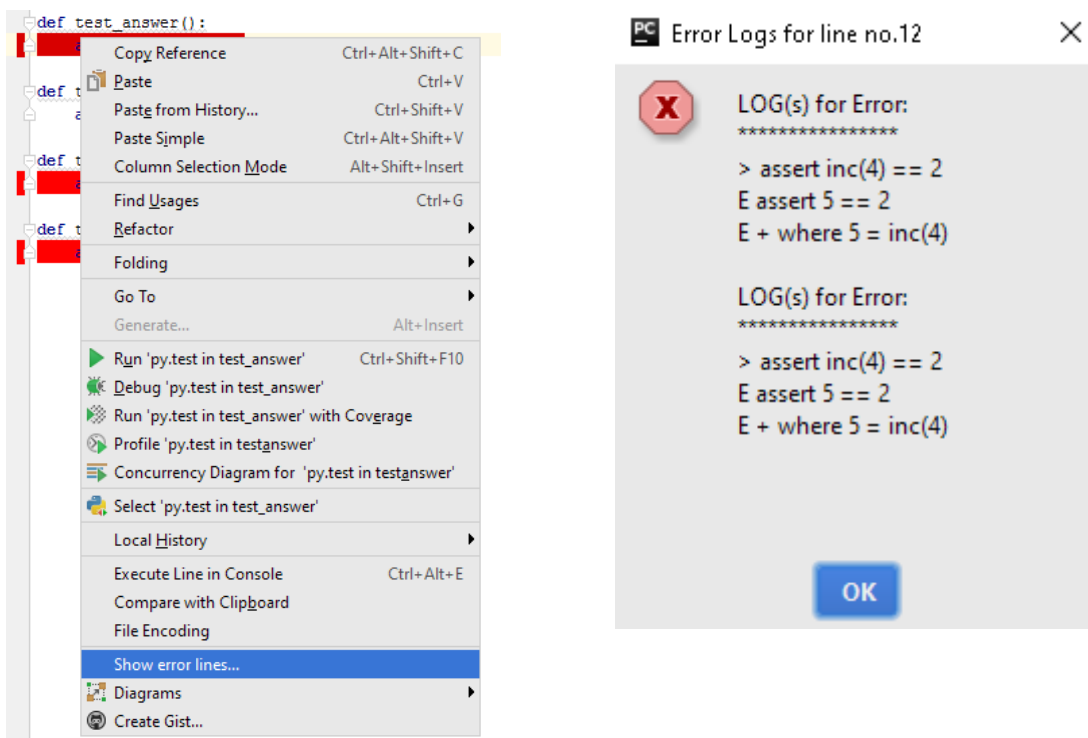 def test_answer():
Copy Reference Ctrl+Alt+Shift+C
Paste Ctrl+V
def t
Paste from History... Ctrl+Shift+V
Paste Simple Ctrl+Alt+Shift+V
def t
Column Selection Mode Alt+Shift+Insert
Find Usages Ctrl+G
def t
Refactor
Folding
Go To
Generate... Alt+Insert
Run 'py.test in test_answer' Ctrl+Shift+F10
Debug 'py.test in test_answer'
Run 'py.test in test_answer' with Coverage
Profile 'py.test in testanswer'
Concurrency Diagram for 'py.test in testanswer'
Select 'py.test in test_answer'
Local History
Execute Line in Console Ctrl+Alt+E
Compare with Clipboard
File Encoding
Show error lines...
Diagrams
Create Gist...
PC Error Logs for line no.12
LOG(s) for Error:
****************
> assert inc(4) == 2
E assert 5 == 2
E + where 5 = inc(4)
LOG(s) for Error:
****************
> assert inc(4) == 2
E assert 5 == 2
E + where 5 = inc(4)
OK